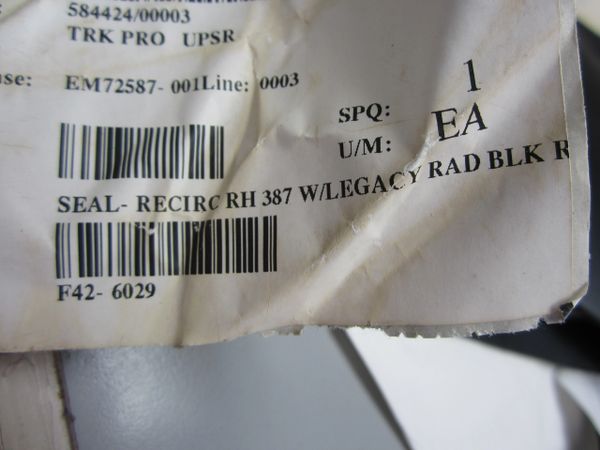 584424/00003
TRK PRO UPSR
EM72587- 001Line: 0003
SPQ: 1
U/M: EA
SEAL- RECIRC RH 387 W/LEGACY RAD BLK R
F42- 6029